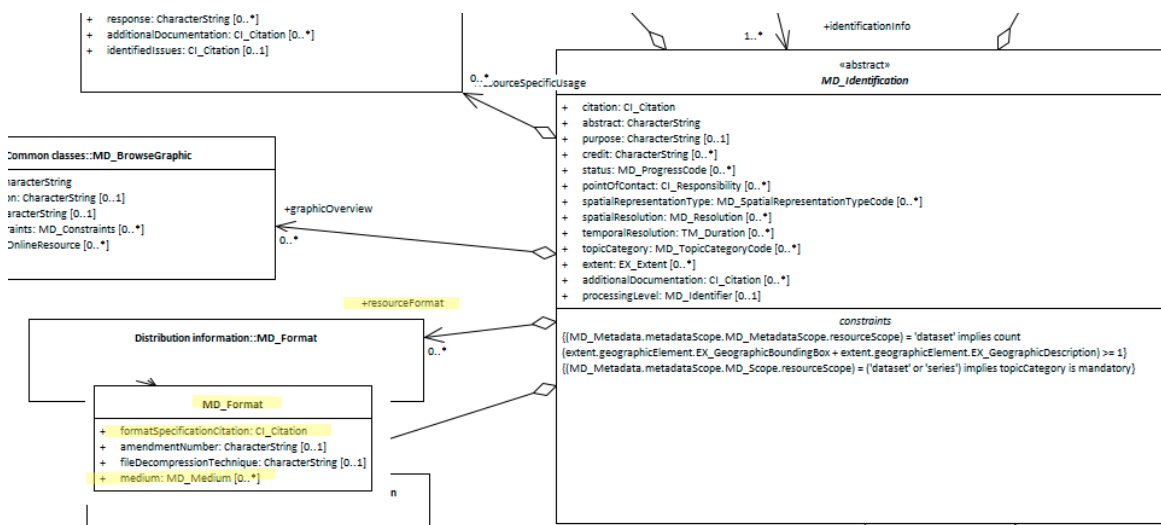 + response: CharacterString [0..*]
+ additionalDocumentation: CI_Citation [0..*]
+ identifiedIssues: CI_Citation [0..1]
+identificationInfo
1..*
0..*
ourceSpecificUsage
«abstract»
MD_Identification
+ citation: CI_Citation
+ abstract: CharacterString
+ purpose: CharacterString [0..1]
+ credit: CharacterString [0..*]
+ status: MD_ProgressCode [0..*]
+ pointOfContact: CI_Responsibility [0..*]
+ spatialRepresentationType: MD_SpatialRepresentationTypeCode [0..*]
+ spatialResolution: MD_Resolution [0..*]
+ temporalResolution: TM_Duration [0..*]
+ topicCategory: MD_TopicCategoryCode [0..*]
+ extent: EX_Extent [0..*]
+ additionalDocumentation: CI_Citation [0..*]
+ processingLevel: MD_Identifier [0..1]
constraints
{(MD_Metadata.metadataScope.MD_MetadataScope.resourceScope) = 'dataset' implies count
(extent.geographicElement.EX_GeographicBoundingBox + extent.geographicElement.EX_GeographicDescription) >= 1}
{(MD_Metadata.metadataScope.MD_Scope.resourceScope) = ('dataset' or 'series') implies topicCategory is mandatory}
Common classes::MD_BrowseGraphic
haracterString
on: CharacterString [0..1]
aracterString [0..1]
raints: MD_Constraints [0..*]
OnlineResource [0..*]
+graphicOverview
0..*
+resourceFormat
0..*
Distribution information::MD_Format
MD_Format
+ formatSpecificationCitation: CI_Citation
+ amendmentNumber: CharacterString [0..1]
+ fileDecompressionTechnique: CharacterString [0..1]
+ medium: MD_Medium [0..*]
n